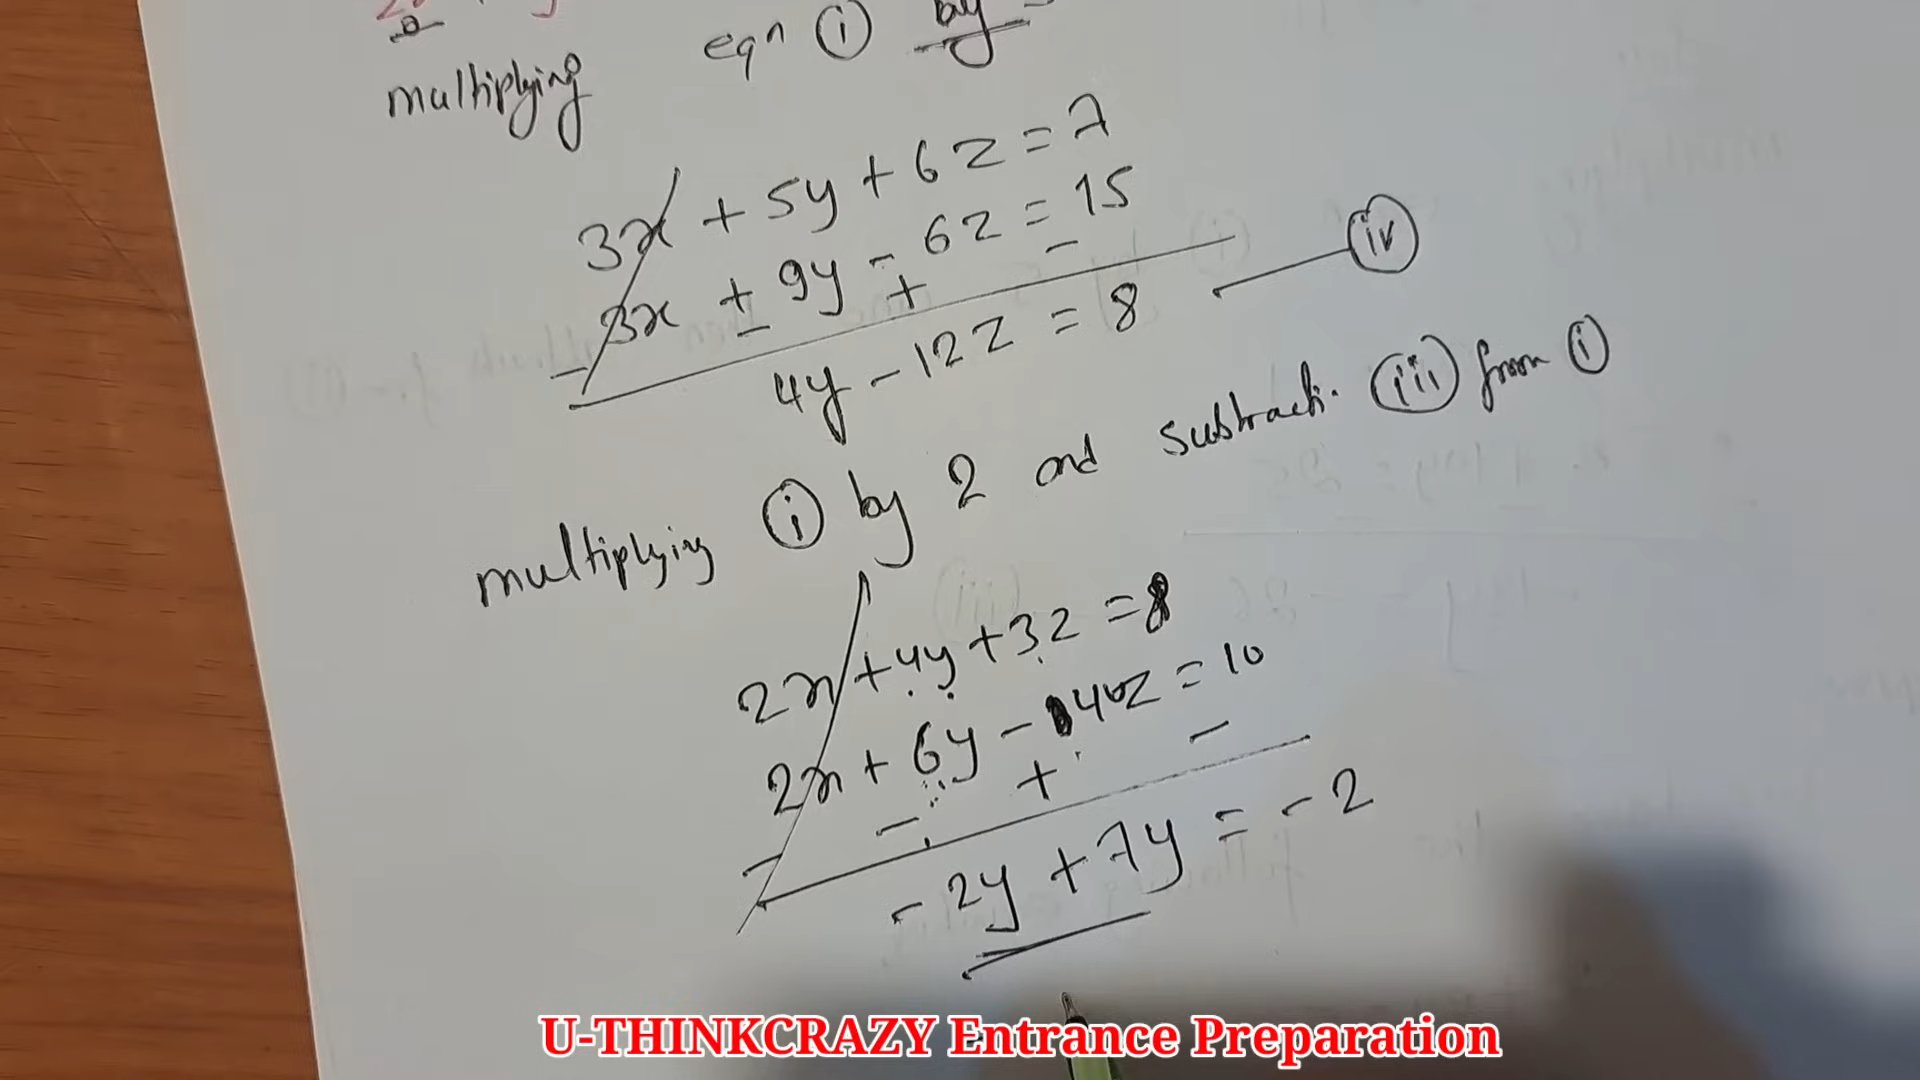 multiplying eqn (i) by
3x + 5y + 6z = 7
3x + 9y - 6z = 15
- - + -
4y - 12z = 8 (iv)
multiplying (i) by 2 and subtract. (iii) from (i)
2x + 4y + 3z = 8
2x + 6y - 4z = 10
- - + -
- 2y + 7y = - 2
U-THINKCRAZY Entrance Preparation